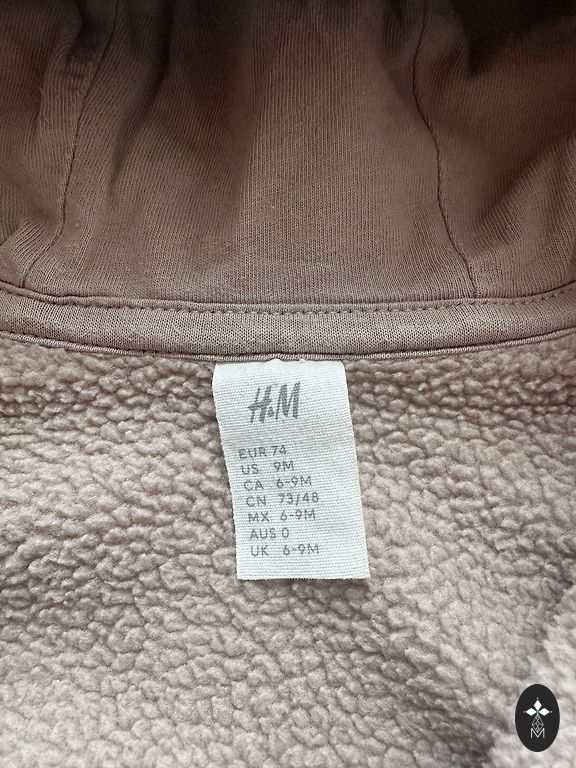 H&M
EUR 74
US 9M
CA 6-9M
CN 73/48
MX 6-9M
AUS 0
UK 6-9M
M